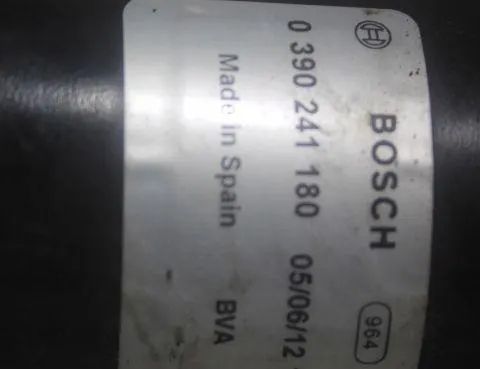 BOSCH 964
0 390 241 180 05/06/12
Made in Spain BVA